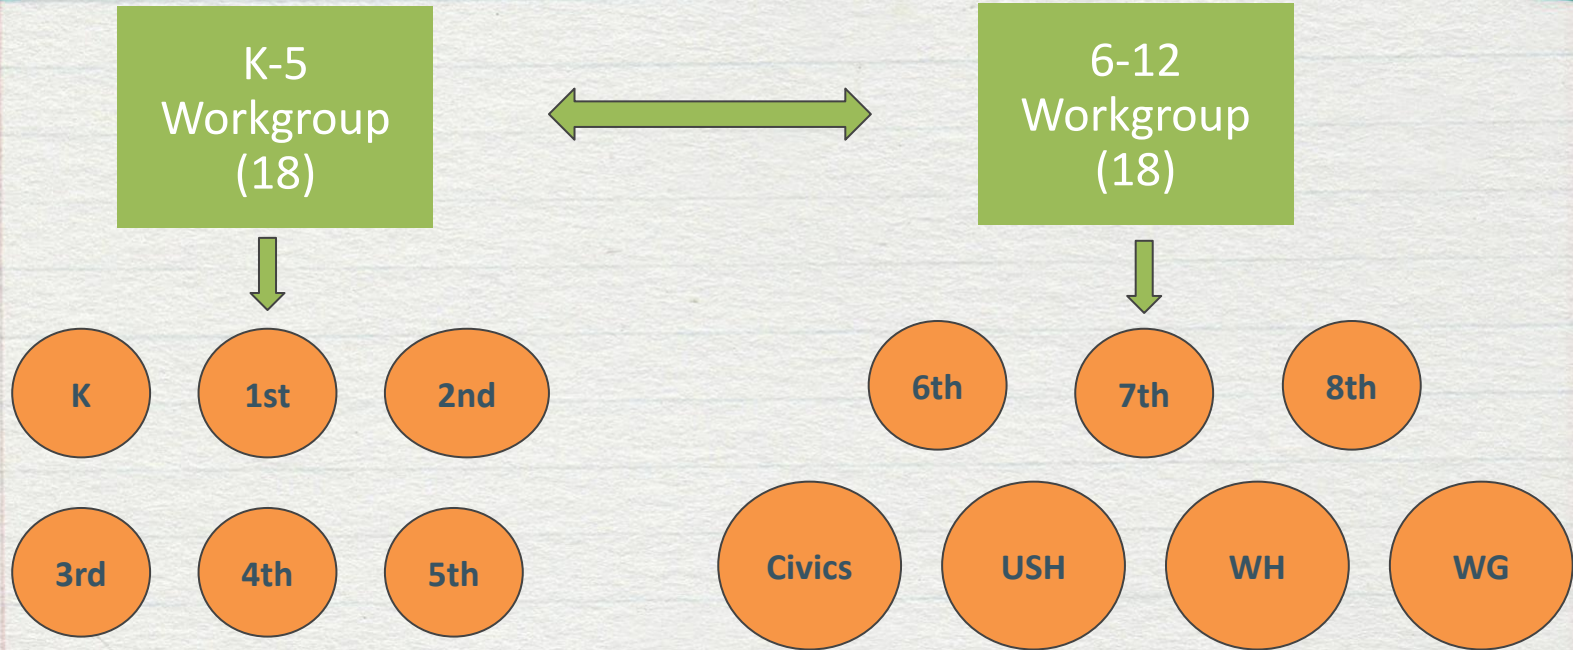 K-5
Workgroup
(18)
6-12
Workgroup
(18)
K
1st
2nd
6th
7th
8th
3rd
4th
5th
Civics
USH
WH
WG